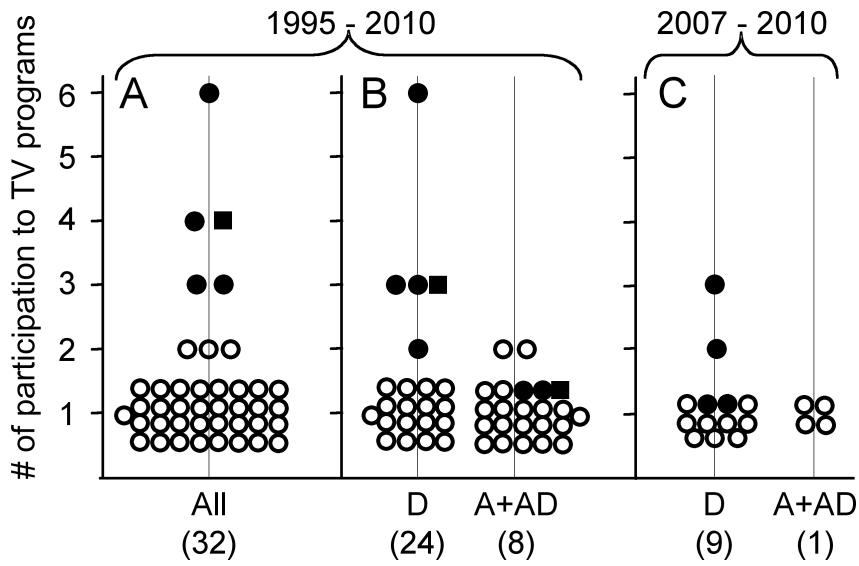 1995 - 2010
2007 - 2010
# of participation to TV programs
A
B
C
6
5
4
3
2
1
All
D
A+AD
D
A+AD
(32)
(24)
(8)
(9)
(1)